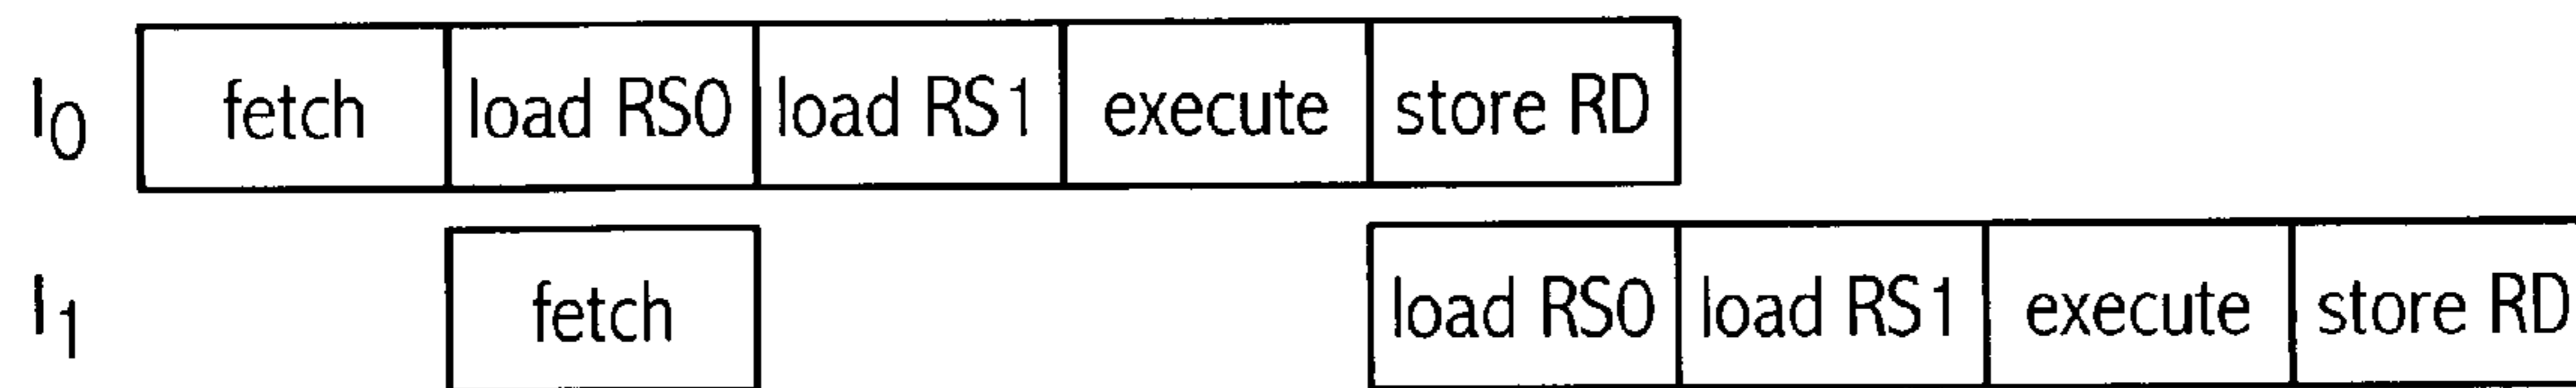 I0 fetch load RS0 load RS1 execute store RD
I1 fetch load RS0 load RS1 execute store RD